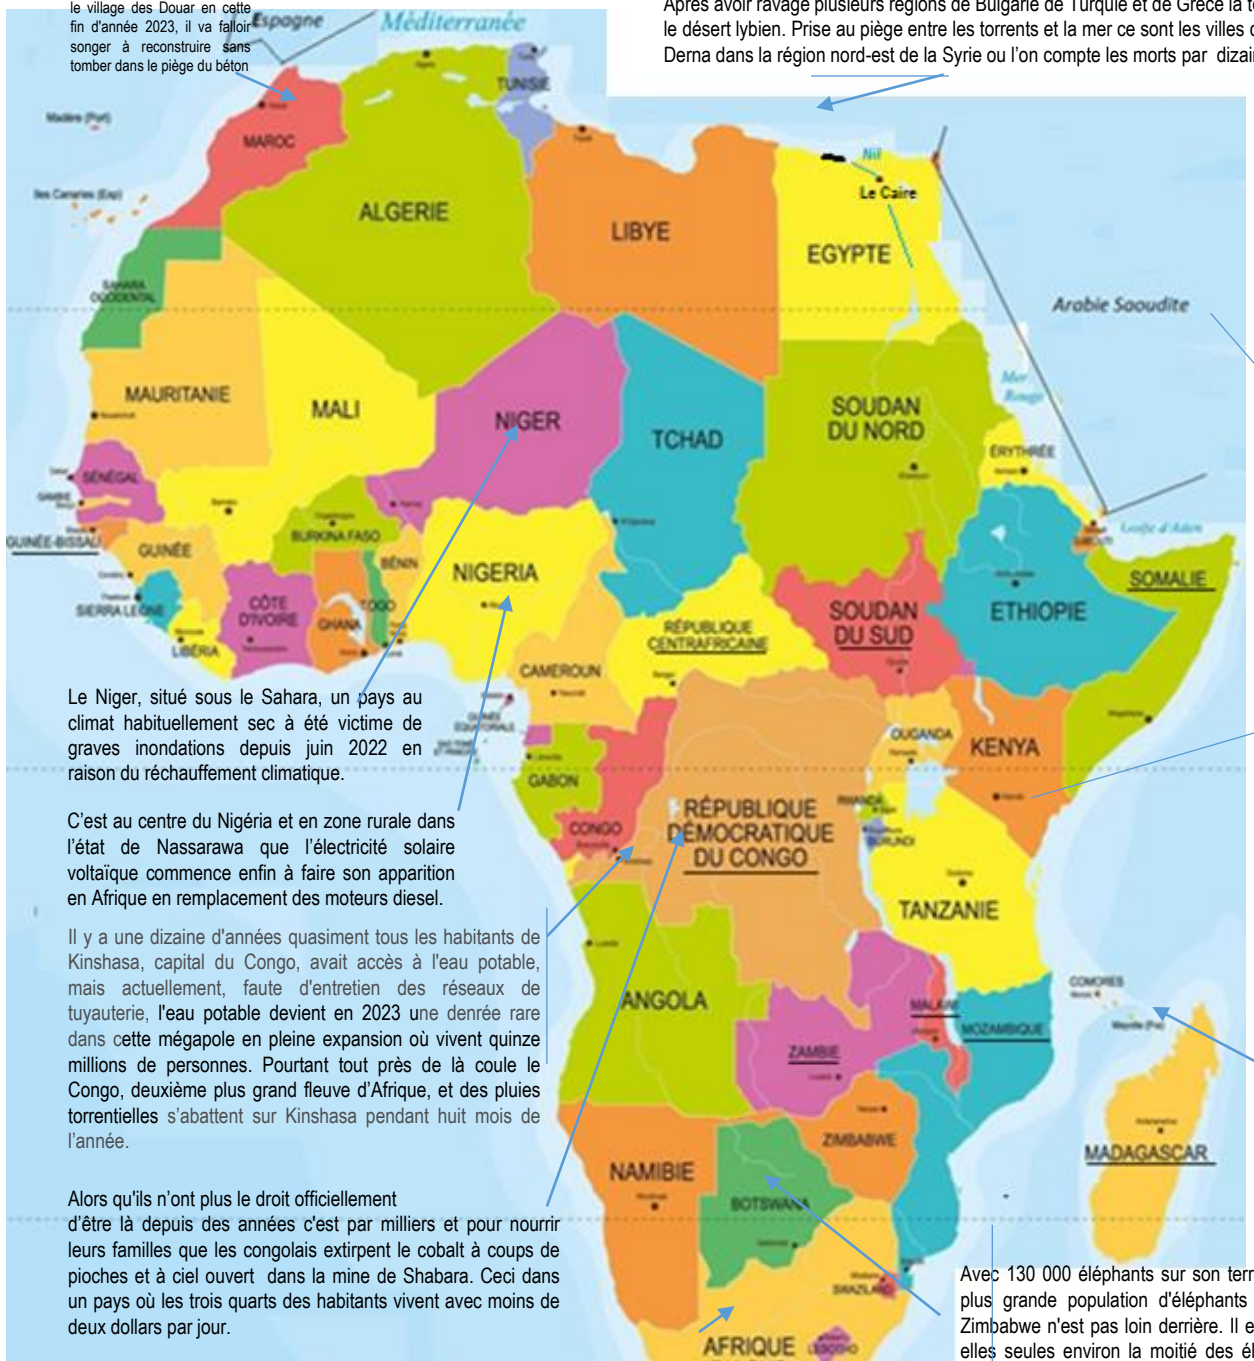 le village des Douar en cette
fin d'année 2023, il va falloir
songer à reconstruire sans
tomber dans le piège du béton
Après avoir ravagé plusieurs régions de Bulgarie de Turquie et de Grèce la
le désert lybien. Prise au piège entre les torrents et la mer ce sont les villes
Derna dans la région nord-est de la Syrie ou l'on compte les morts par
Espagne
Méditerranée
TUNISIE
Madère (Port)
MAROC
Iles Canaries (Esp)
ALGERIE
LIBYE
Nil
Le Caire
EGYPTE
SAHARA
OCCIDENTAL
Arabie Saoudite
MAURITANIE
MALI
NIGER
TCHAD
SOUDAN
DU NORD
Mer
Rouge
ÉRYTHRÉE
SÉNÉGAL
GAMBIE
GUINÉE-BISSAU
GUINÉE
BURKINA FASO
BÉNIN
NIGERIA
Golfe d'Aden
DJIBOUTI
SOMALIE
SIERRA LEONE
CÔTE
D'IVOIRE
GHANA
TOGO
LIBÉRIA
RÉPUBLIQUE
CENTRAFRICAINE
SOUDAN
DU SUD
ETHIOPIE
CAMEROUN
GUINÉE
EQUATORIALE
Le Niger, situé sous le Sahara, un pays au
climat habituellement sec à été victime de
graves inondations depuis juin 2022 en
raison du réchauffement climatique.
GABON
CONGO
RÉPUBLIQUE
DÉMOCRATIQUE
DU CONGO
OUGANDA
KENYA
RWANDA
BURUNDI
TANZANIE
C'est au centre du Nigéria et en zone rurale dans
l'état de Nassarawa que l'électricité solaire
voltaïque commence enfin à faire son apparition
en Afrique en remplacement des moteurs diesel.
Il y a une dizaine d'années quasiment tous les habitants de
Kinshasa, capital du Congo, avait accès à l'eau potable,
mais actuellement, faute d'entretien des réseaux de
tuyauterie, l'eau potable devient en 2023 une denrée rare
dans cette mégapole en pleine expansion où vivent quinze
millions de personnes. Pourtant tout près de là coule le
Congo, deuxième plus grand fleuve d'Afrique, et des pluies
torrentielles s'abattent sur Kinshasa pendant huit mois de
l'année.
ANGOLA
COMORES
Mayotte (Fra)
MALAWI
MOZAMBIQUE
ZAMBIE
ZIMBABWE
MADAGASCAR
NAMIBIE
BOTSWANA
Alors qu'ils n'ont plus le droit officiellement
d'être là depuis des années c'est par milliers et pour nourrir
leurs familles que les congolais extirpent le cobalt à coups de
pioches et à ciel ouvert dans la mine de Shabara. Ceci dans
un pays où les trois quarts des habitants vivent avec moins de
deux dollars par jour.
SWAZILAND
LESOTHO
AFRIQUE
Avec 130 000 éléphants sur son
plus grande population d'éléphants
Zimbabwe n'est pas loin derrière. Il
elles seules environ la moitié des